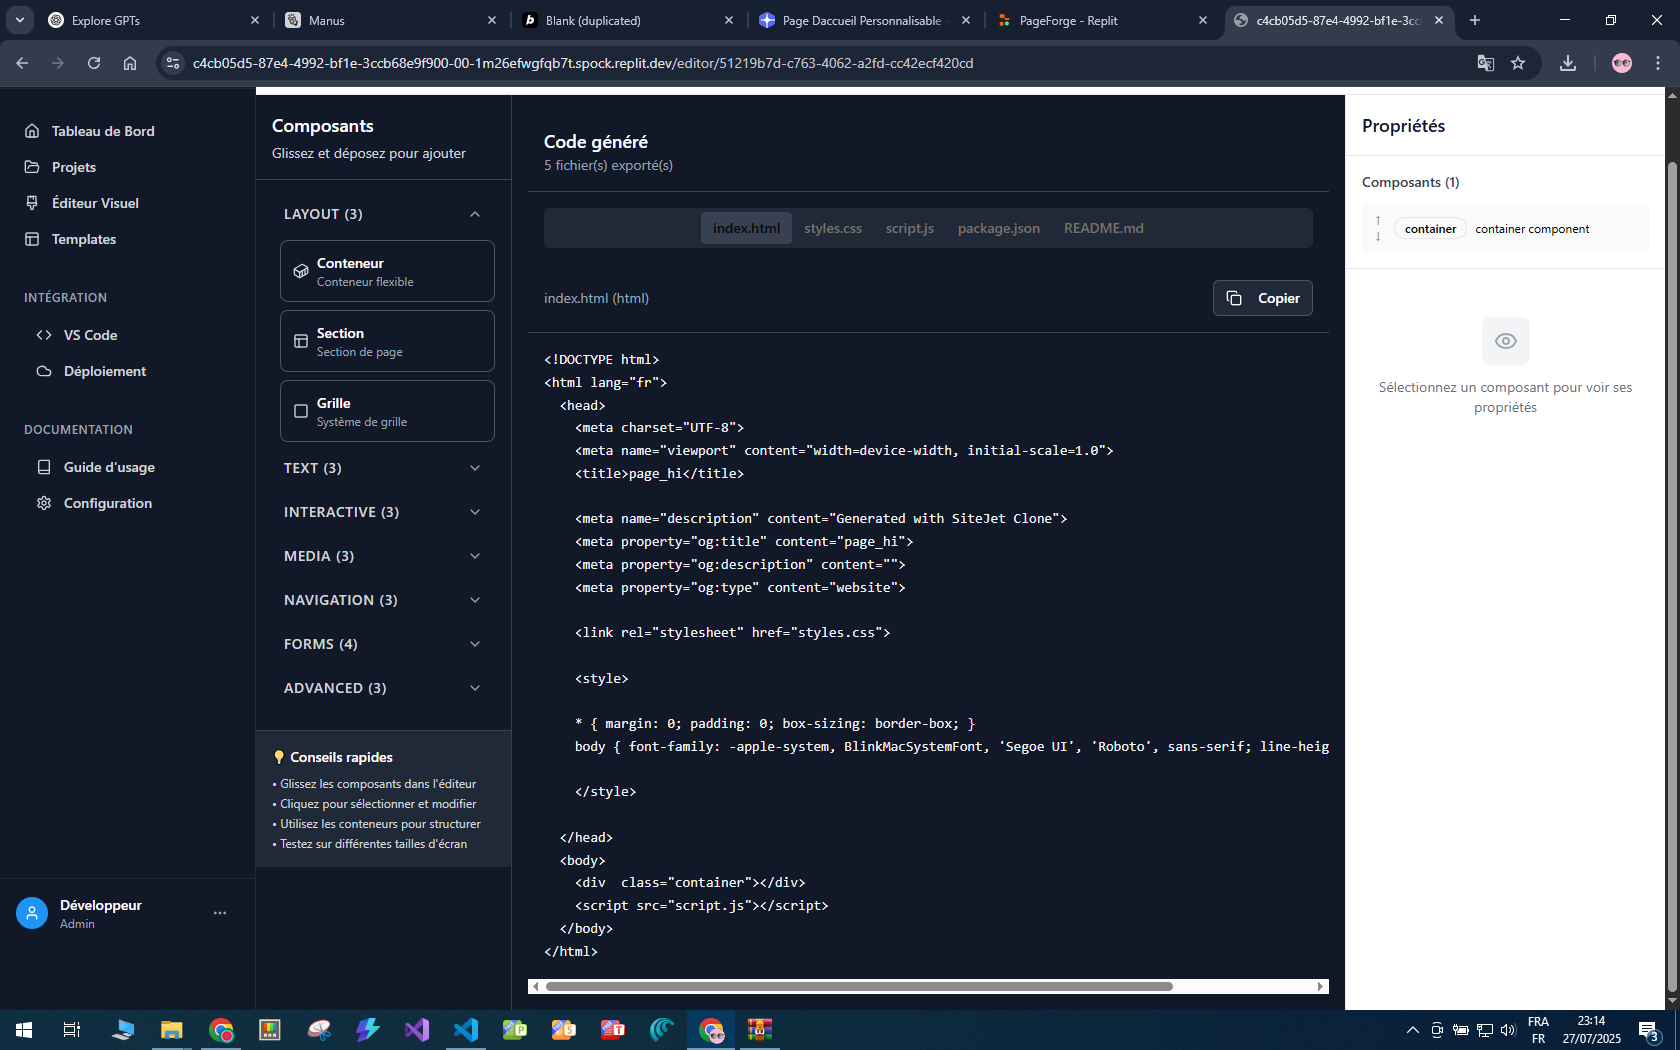 Explore GPTs
Manus
Blank (duplicated)
Page Daccueil Personnalisable
PageForge - Replit
c4cb05d5-87e4-4992-bf1e-3cc
c4cb05d5-87e4-4992-bf1e-3ccb68e9f900-00-1m26efwgfqb7t.spock.replit.dev/editor/51219b7d-c763-4062-a2fd-cc42ecf420cd
Tableau de Bord
Projets
Éditeur Visuel
Templates
INTÉGRATION
VS Code
Déploiement
DOCUMENTATION
Guide d'usage
Configuration
Développeur
Admin
Composants
Glissez et déposez pour ajouter
LAYOUT (3)
Conteneur
Conteneur flexible
Section
Section de page
Grille
Système de grille
TEXT (3)
INTERACTIVE (3)
MEDIA (3)
NAVIGATION (3)
FORMS (4)
ADVANCED (3)
Conseils rapides
• Glissez les composants dans l'éditeur
• Cliquez pour sélectionner et modifier
• Utilisez les conteneurs pour structurer
• Testez sur différentes tailles d'écran
Code généré
5 fichier(s) exporté(s)
index.html styles.css script.js package.json README.md
index.html (html)
Copier
<!DOCTYPE html>
<html lang="fr">
<head>
<meta charset="UTF-8">
<meta name="viewport" content="width=device-width, initial-scale=1.0">
<title>page_hi</title>
<meta name="description" content="Generated with SiteJet Clone">
<meta property="og:title" content="page_hi">
<meta property="og:description" content="">
<meta property="og:type" content="website">
<link rel="stylesheet" href="styles.css">
<style>
* { margin: 0; padding: 0; box-sizing: border-box; }
body { font-family: -apple-system, BlinkMacSystemFont, 'Segoe UI', 'Roboto', sans-serif; line-heig
</style>
</head>
<body>
<div  class="container"></div>
<script src="script.js"></script>
</body>
</html>
Propriétés
Composants (1)
container container component
Sélectionnez un composant pour voir ses
propriétés
FRA
FR
23:14
27/07/2025
3